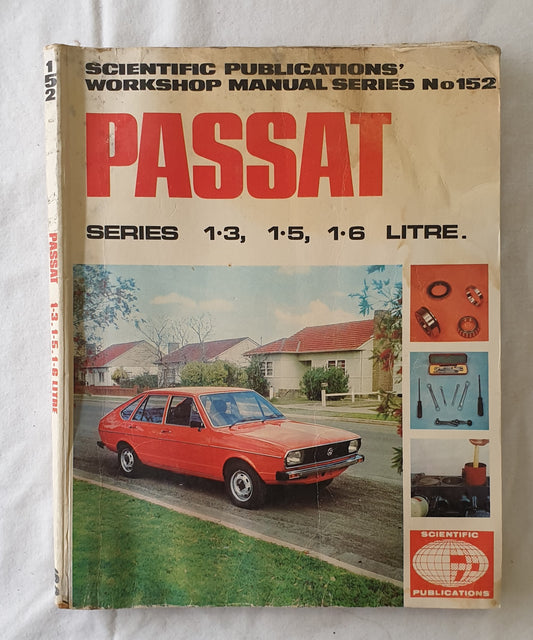 SCIENTIFIC PUBLICATIONS'
WORKSHOP MANUAL SERIES No152
PASSAT
SERIES 1·3, 1·5, 1·6 LITRE.
SCIENTIFIC
PUBLICATIONS
152
PASSAT 1·3, 1·5, 1·6 LITRE